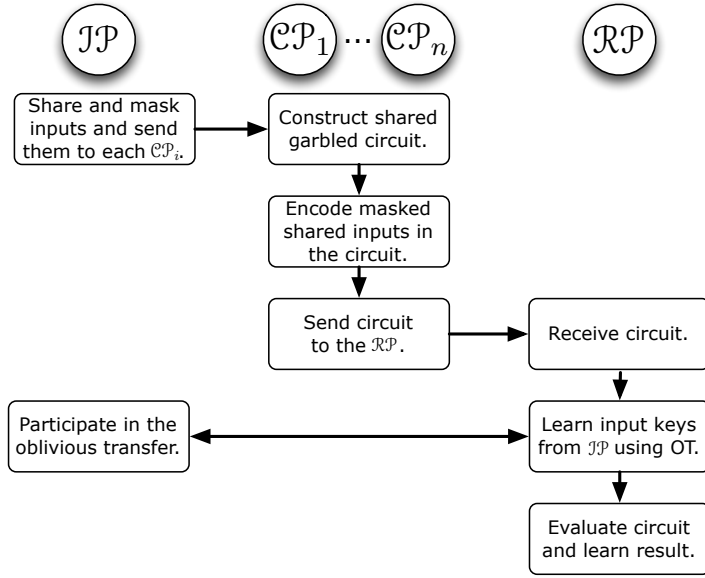 ℐ𝒫
𝒞𝒫₁ ··· 𝒞𝒫ₙ
ℛ𝒫
Share and mask
inputs and send
them to each 𝒞𝒫ᵢ.
Construct shared
garbled circuit.
Encode masked
shared inputs in
the circuit.
Send circuit
to the ℛ𝒫.
Receive circuit.
Participate in the
oblivious transfer.
Learn input keys
from ℐ𝒫 using OT.
Evaluate circuit
and learn result.